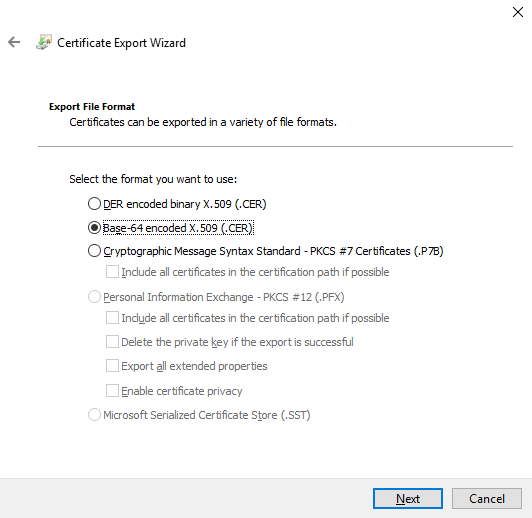 Certificate Export Wizard
Export File Format
Certificates can be exported in a variety of file formats.
Select the format you want to use:
DER encoded binary X.509 (.CER)
Base-64 encoded X.509 (.CER)
Cryptographic Message Syntax Standard - PKCS #7 Certificates (.P7B)
Include all certificates in the certification path if possible
Personal Information Exchange - PKCS #12 (.PFX)
Include all certificates in the certification path if possible
Delete the private key if the export is successful
Export all extended properties
Enable certificate privacy
Microsoft Serialized Certificate Store (.SST)
Next Cancel